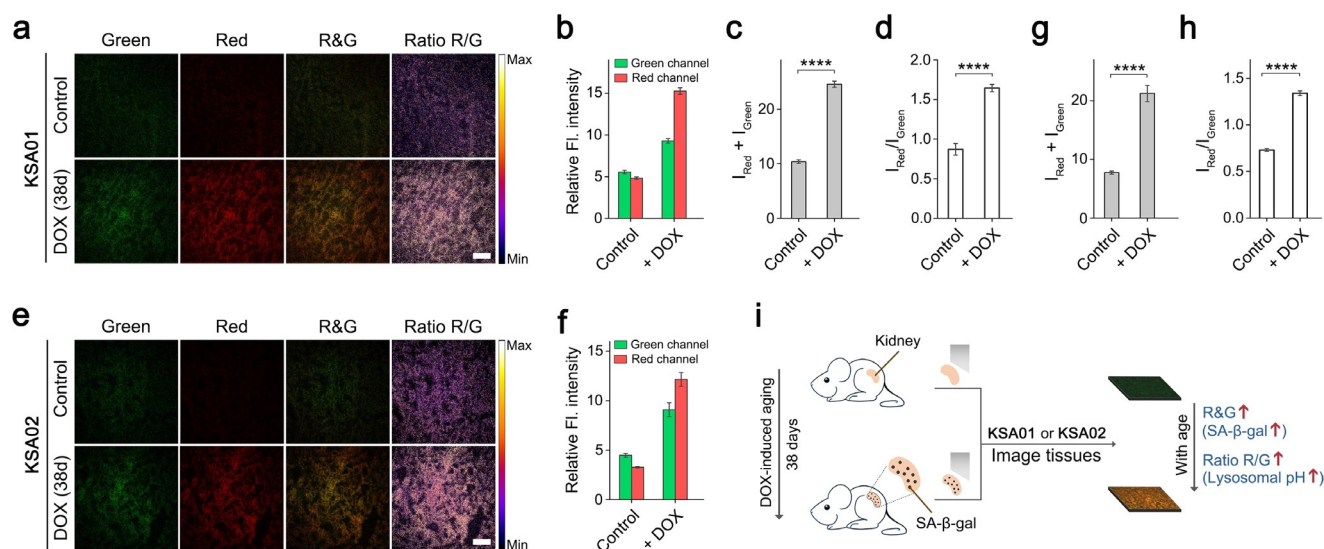 a
Green Red R&G Ratio R/G
KSA01
Control
DOX (38d)
Max
Min
b
Green channel
Red channel
Relative Fl. intensity
15
10
5
0
Control
+ DOX
c
****
I_Red + I_Green
20
10
0
Control
+ DOX
d
****
I_Red/I_Green
2.0
1.5
1.0
0.5
0.0
Control
+ DOX
g
****
I_Red + I_Green
20
10
0
Control
+ DOX
h
****
I_Red/I_Green
1.5
1.0
0.5
0.0
Control
+ DOX
e
Green Red R&G Ratio R/G
KSA02
Control
DOX (38d)
Max
Min
f
Green channel
Red channel
Relative Fl. intensity
15
10
5
0
Control
+ DOX
i
DOX-induced aging
38 days
Kidney
SA-β-gal
KSA01 or KSA02
Image tissues
With age
R&G↑
(SA-β-gal↑)
Ratio R/G↑
(Lysosomal pH↑)